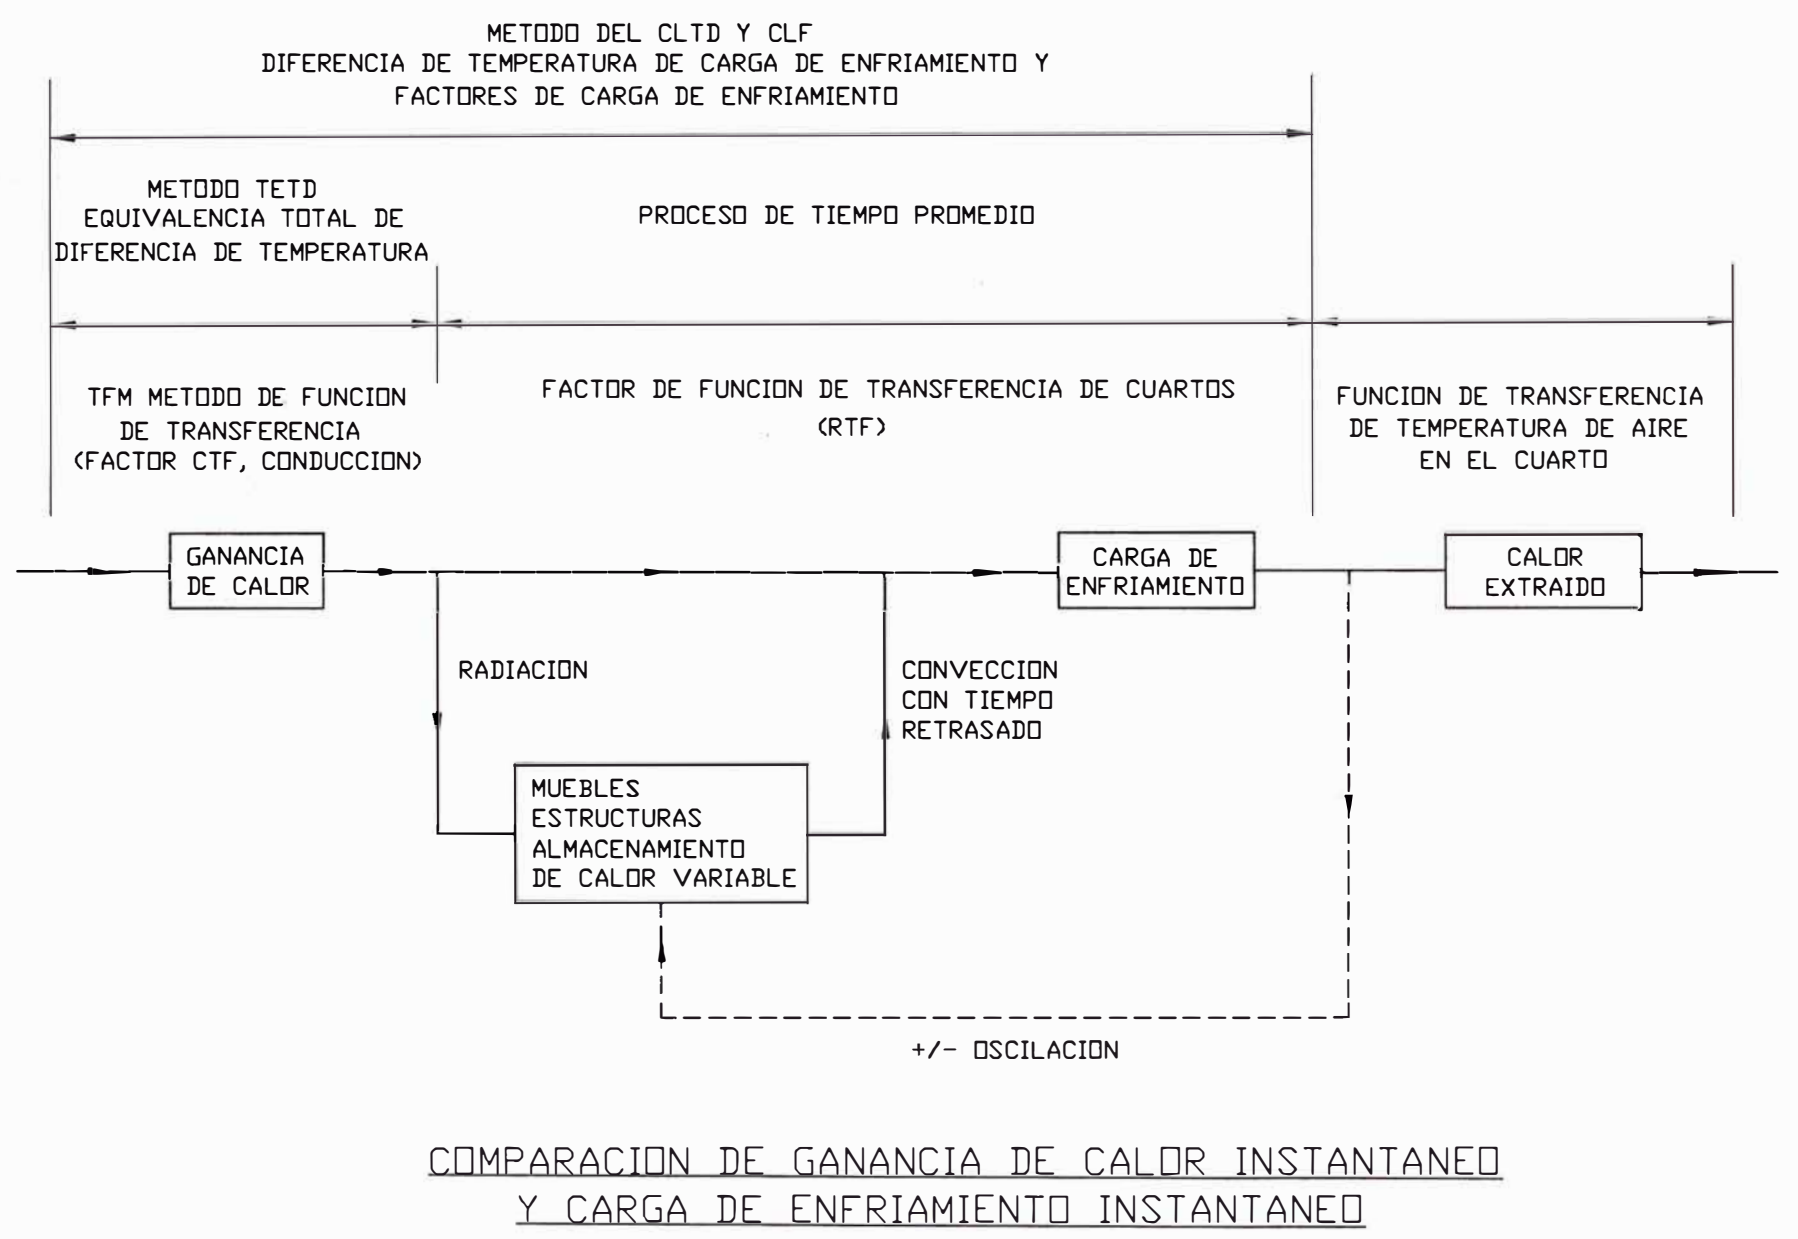 METODO DEL CLTD Y CLF
DIFERENCIA DE TEMPERATURA DE CARGA DE ENFRIAMIENTO Y
FACTORES DE CARGA DE ENFRIAMIENTO
METODO TETD
EQUIVALENCIA TOTAL DE
DIFERENCIA DE TEMPERATURA
PROCESO DE TIEMPO PROMEDIO
TFM METODO DE FUNCION
DE TRANSFERENCIA
(FACTOR CTF, CONDUCCION)
FACTOR DE FUNCION DE TRANSFERENCIA DE CUARTOS
(RTF)
FUNCION DE TRANSFERENCIA
DE TEMPERATURA DE AIRE
EN EL CUARTO
GANANCIA
DE CALOR
CARGA DE
ENFRIAMIENTO
CALOR
EXTRAIDO
RADIACION
CONVECCION
CON TIEMPO
RETRASADO
MUEBLES
ESTRUCTURAS
ALMACENAMIENTO
DE CALOR VARIABLE
+/- OSCILACION
COMPARACION DE GANANCIA DE CALOR INSTANTANEO
Y CARGA DE ENFRIAMIENTO INSTANTANEO